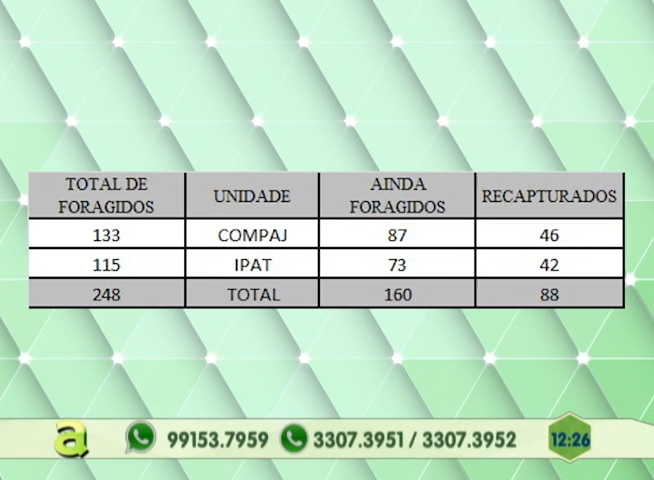 TOTAL DE FORAGIDOS UNIDADE AINDA FORAGIDOS RECAPTURADOS
133 COMPAJ 87 46
115 IPAT 73 42
248 TOTAL 160 88
a 99153.7959 3307.3951 / 3307.3952 12:26